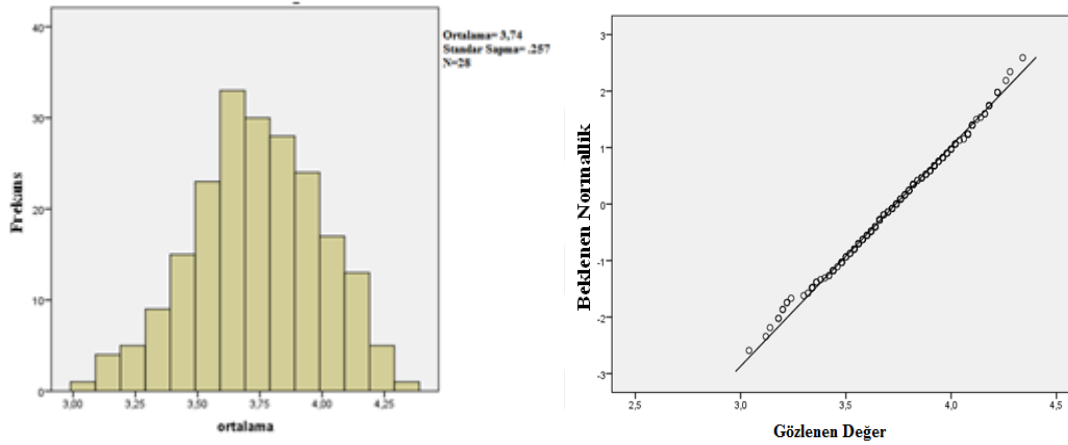 40
30
20
10
0
Frekans
3,00 3,25 3,50 3,75 4,00 4,25
ortalama
Ortalama= 3,74
Standar Sapma= .257
N=28
3
2
1
0
-1
-2
-3
Beklenen Normallik
2,5 3,0 3,5 4,0 4,5
Gözlenen Değer